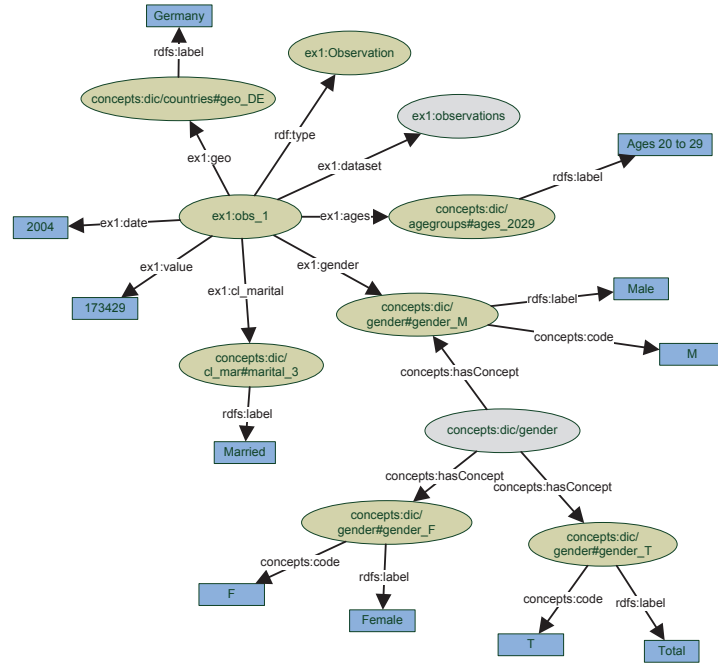 Germany
rdfs:label
ex1:Observation
concepts:dic/countries#geo_DE
ex1:observations
rdf:type
Ages 20 to 29
ex1:geo
ex1:dataset
rdfs:label
2004
ex1:date
ex1:obs_1
ex1:ages
concepts:dic/
agegroups#ages_2029
ex1:value
ex1:gender
173429
ex1:cl_marital
Male
rdfs:label
concepts:dic/
gender#gender_M
concepts:code
M
concepts:dic/
cl_mar#marital_3
concepts:hasConcept
rdfs:label
concepts:dic/gender
Married
concepts:hasConcept
concepts:hasConcept
concepts:dic/
gender#gender_F
concepts:dic/
gender#gender_T
concepts:code
rdfs:label
F
concepts:code
rdfs:label
Female
T
Total